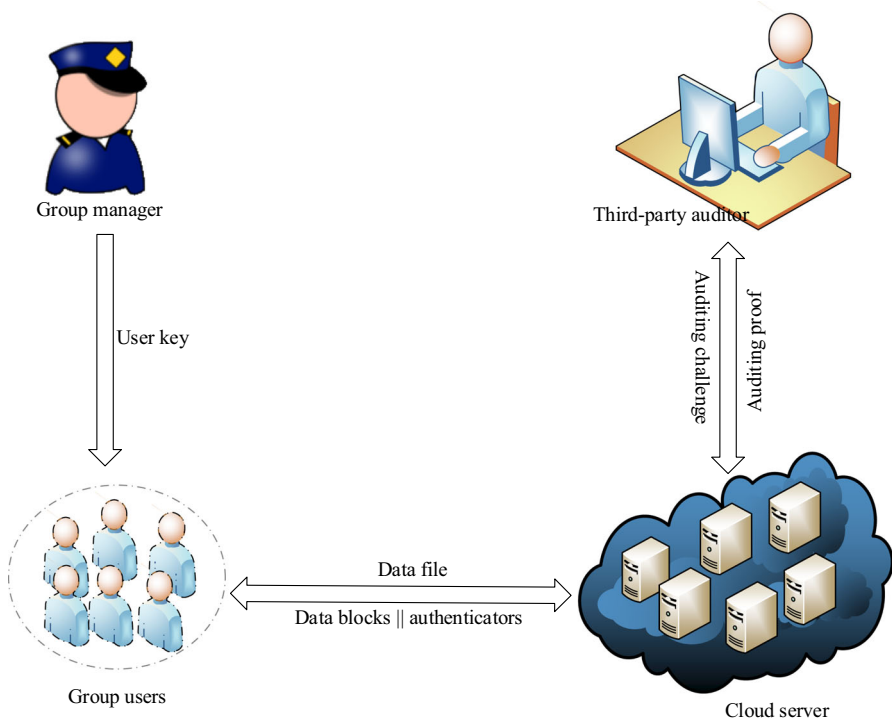 Group manager
Third-party auditor
User key
Auditing challenge
Auditing proof
Data file
Data blocks || authenticators
Group users
Cloud server